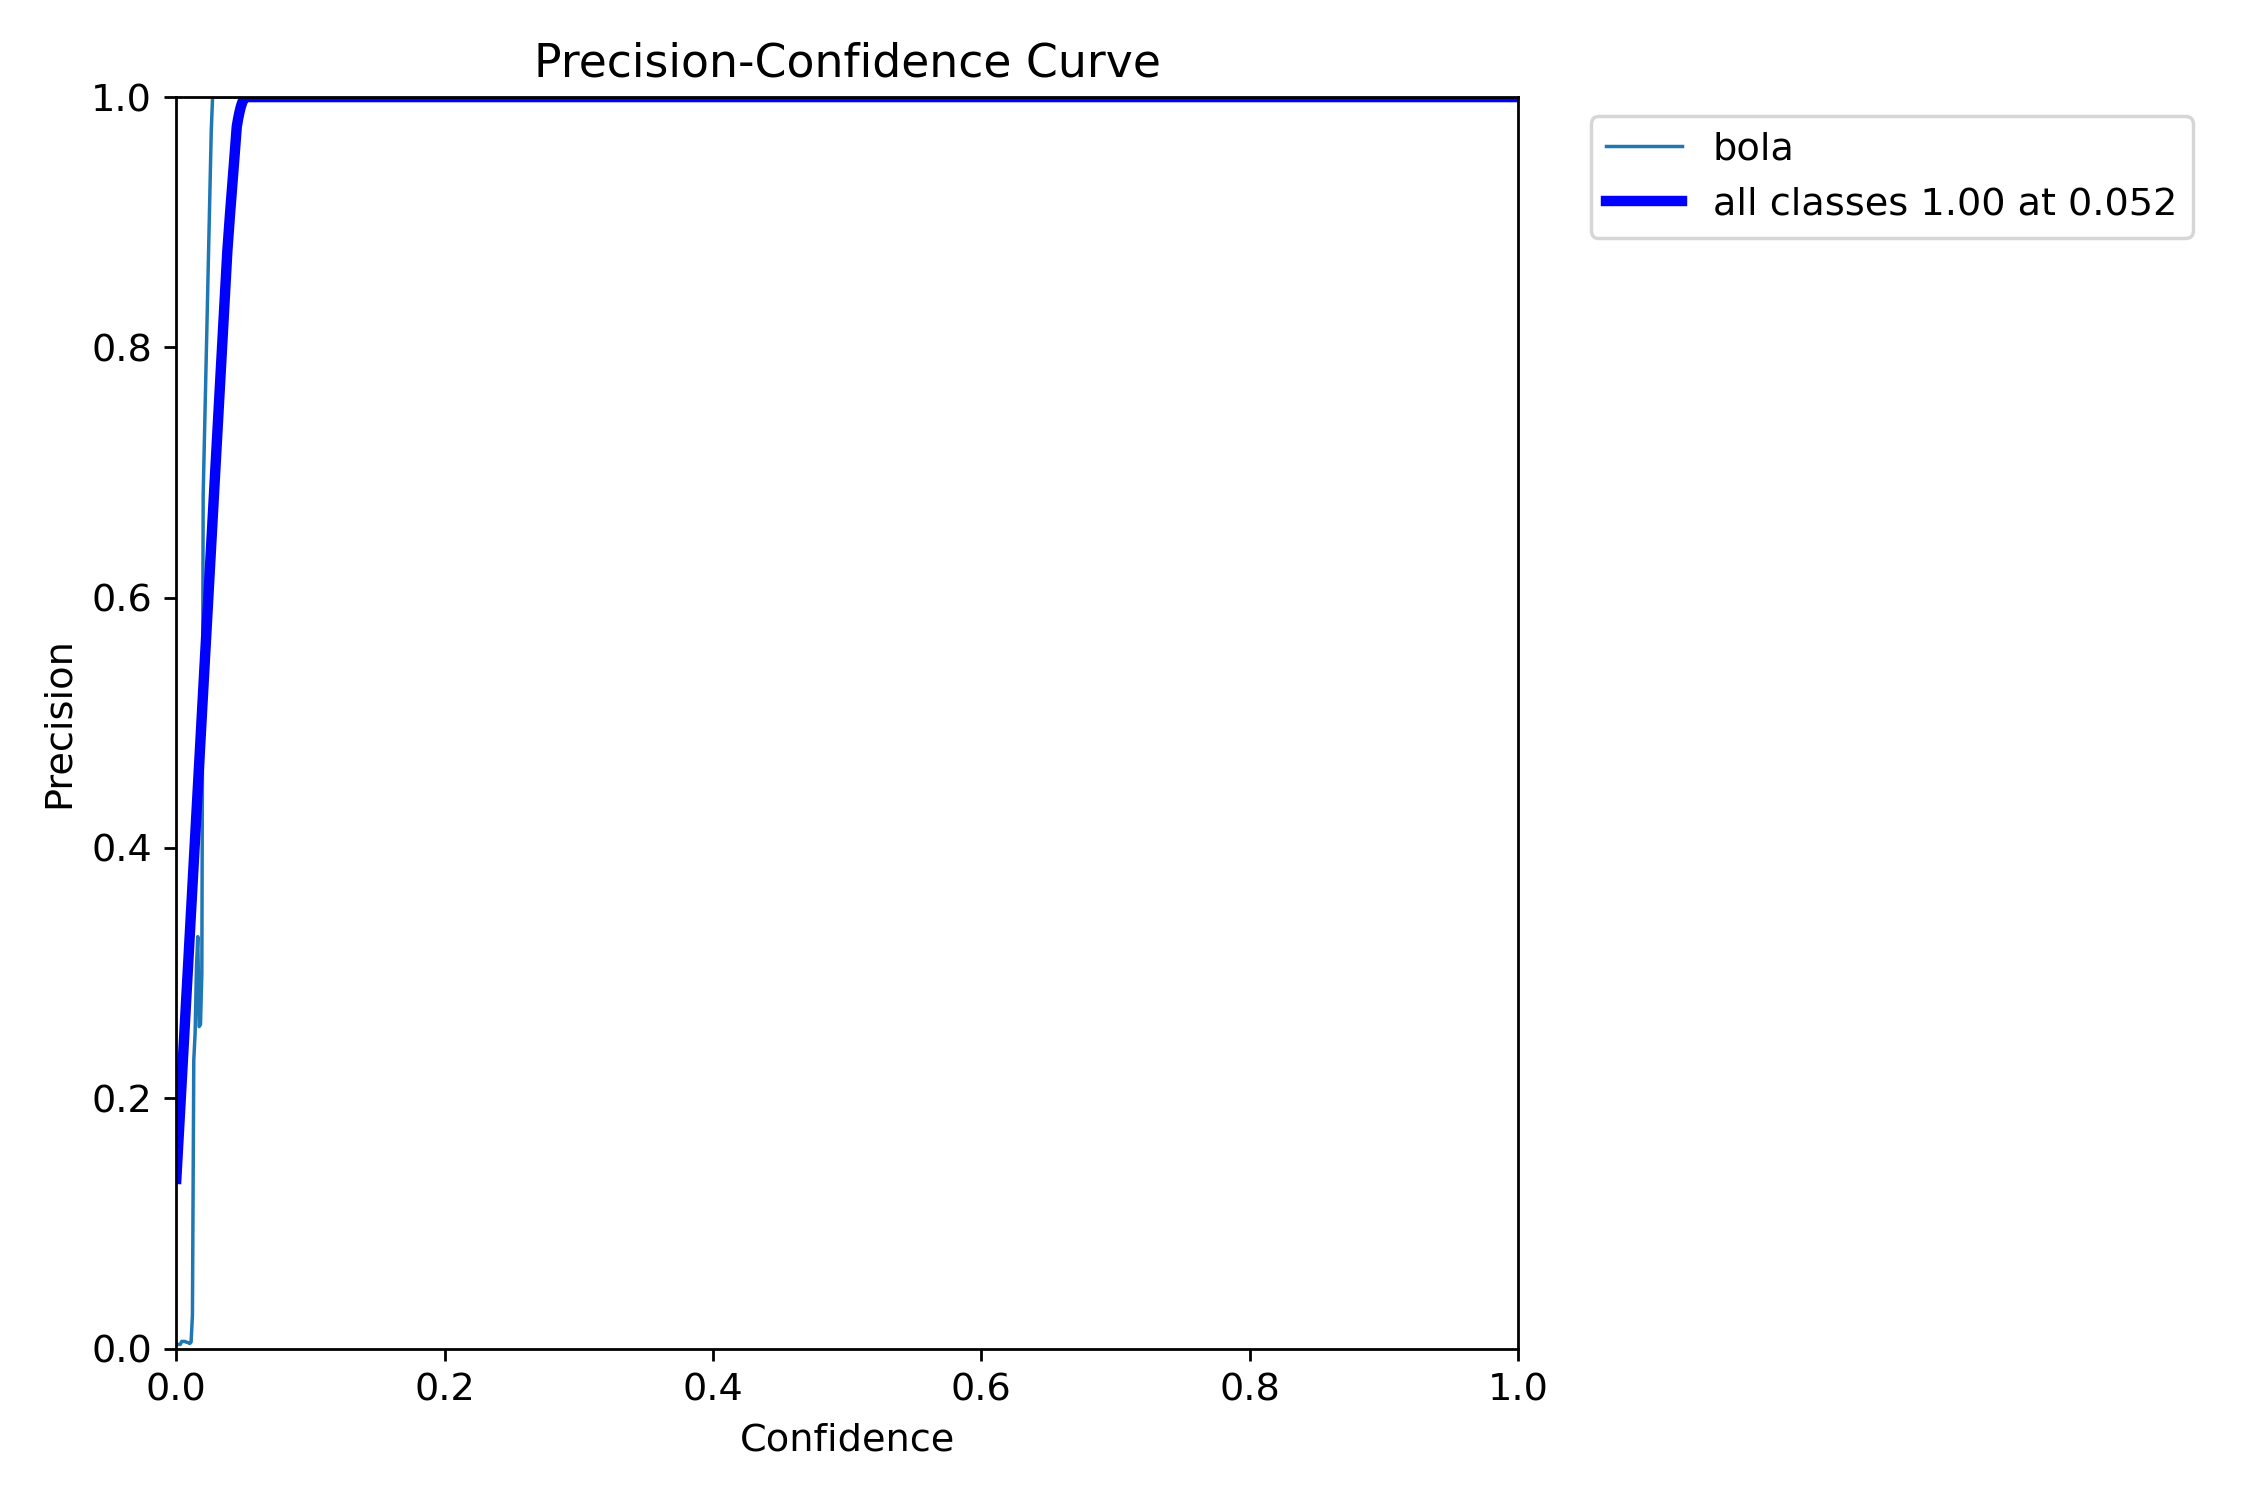 Precision-Confidence Curve
1.0
0.8
0.6
0.4
0.2
0.0
Precision
0.0 0.2 0.4 0.6 0.8 1.0
Confidence
bola
all classes 1.00 at 0.052